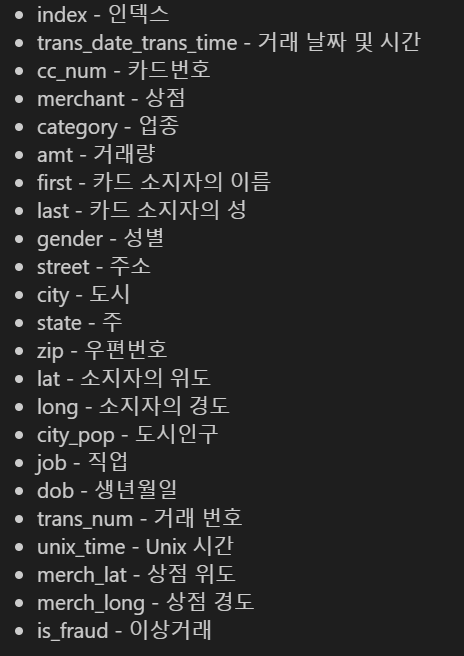 • index - 인덱스
• trans_date_trans_time - 거래 날짜 및 시간
• cc_num - 카드번호
• merchant - 상점
• category - 업종
• amt - 거래량
• first - 카드 소지자의 이름
• last - 카드 소지자의 성
• gender - 성별
• street - 주소
• city - 도시
• state - 주
• zip - 우편번호
• lat - 소지자의 위도
• long - 소지자의 경도
• city_pop - 도시인구
• job - 직업
• dob - 생년월일
• trans_num - 거래 번호
• unix_time - Unix 시간
• merch_lat - 상점 위도
• merch_long - 상점 경도
• is_fraud - 이상거래